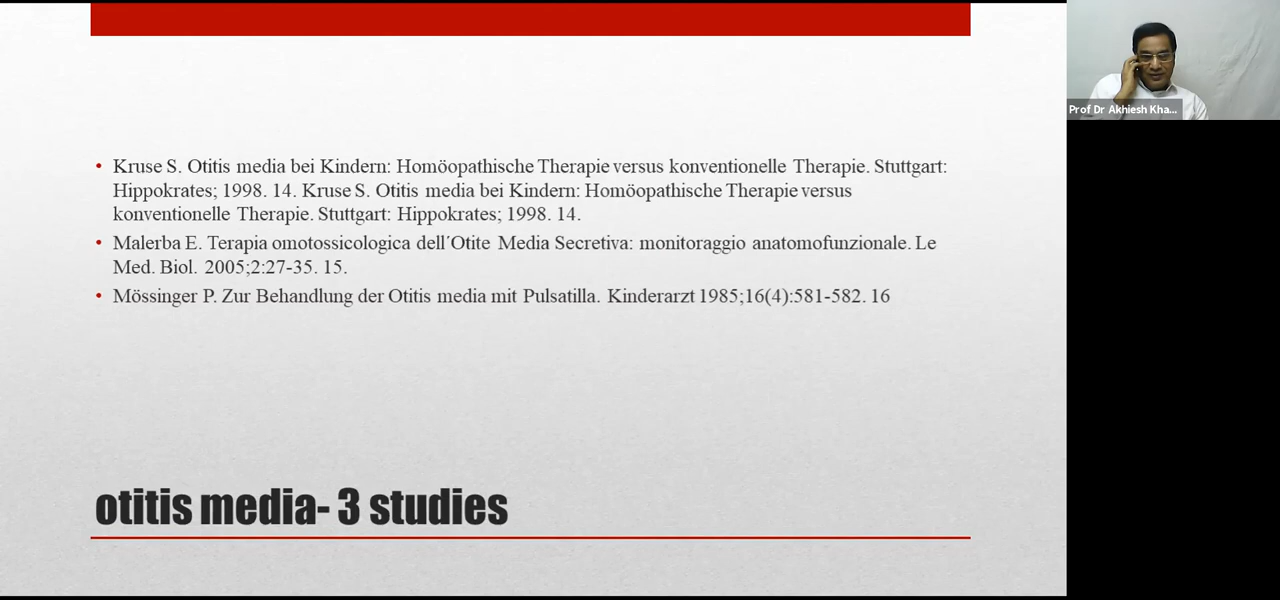 Kruse S. Otitis media bei Kindern: Homöopathische Therapie versus konventionelle Therapie. Stuttgart:
Hippokrates; 1998. 14. Kruse S. Otitis media bei Kindern: Homöopathische Therapie versus
konventionelle Therapie. Stuttgart: Hippokrates; 1998. 14.
Malerba E. Terapia omotossicologica dell´Otite Media Secretiva: monitoraggio anatomofunzionale. Le
Med. Biol. 2005;2:27-35. 15.
Mössinger P. Zur Behandlung der Otitis media mit Pulsatilla. Kinderarzt 1985;16(4):581-582. 16
otitis media- 3 studies
Prof Dr Akhiesh Kha...